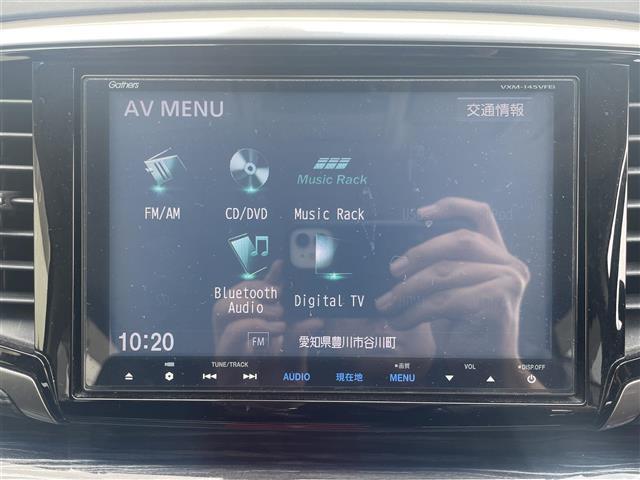 Gathers VXM-145VFEi
AV MENU 交通情報
Music Rack
FM/AM CD/DVD Music Rack
Bluetooth Audio Digital TV
10:20 FM 愛知県豊川市谷川町
TUNE/TRACK ●画質 VOL ●DISP.OFF
AUDIO 現在地 MENU